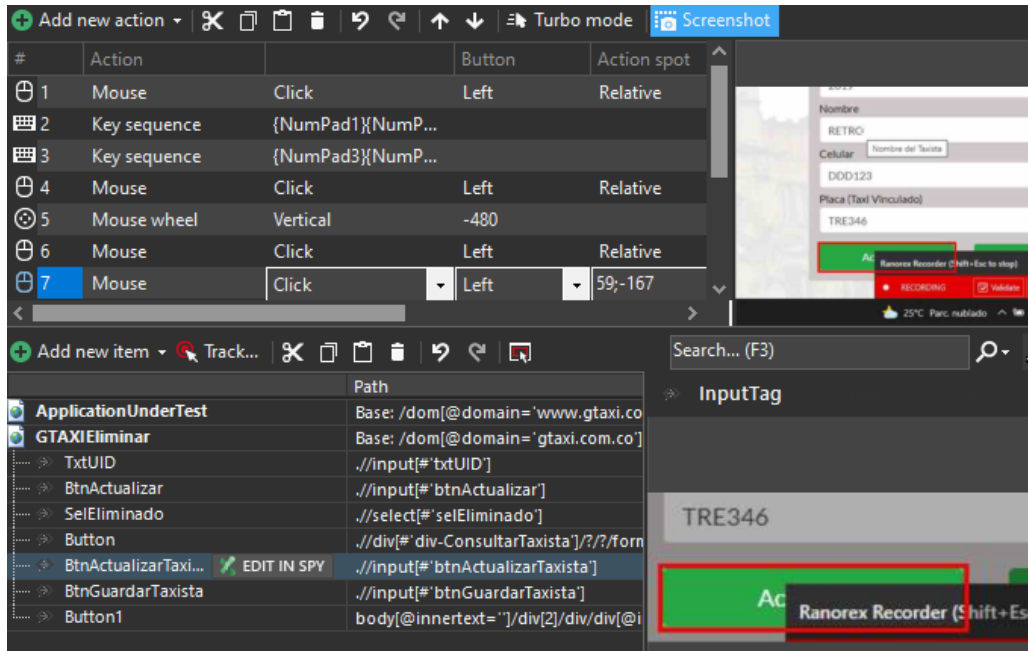 Add new action Turbo mode Screenshot
# Action Button Action spot
1 Mouse Click Left Relative
2 Key sequence {NumPad1}{NumP...
3 Key sequence {NumPad3}{NumP...
4 Mouse Click Left Relative
5 Mouse wheel Vertical -480
6 Mouse Click Left Relative
7 Mouse Click Left 59;-167
Nombre
RETRO
Nombre del Taxista
Celular
DDD123
Placa (Taxi Vinculado)
TRE346
Ac
Ranorex Recorder (Shift+Esc to stop)
RECORDING Validate
25°C Parc. nublado
Add new item Track...
Path
ApplicationUnderTest Base: /dom[@domain='www.gtaxi.co
GTAXIEliminar Base: /dom[@domain='gtaxi.com.co']
TxtUID .//input[#'txtUID']
BtnActualizar .//input[#'btnActualizar']
SelEliminado .//select[#'selEliminado']
Button .//div[#'div-ConsultarTaxista']/?/?/form
BtnActualizarTaxi... EDIT IN SPY .//input[#'btnActualizarTaxista']
BtnGuardarTaxista .//input[#'btnGuardarTaxista']
Button1 body[@innertext='']/div[2]/div/div[@i
Search... (F3)
InputTag
TRE346
Ac
Ranorex Recorder (Shift+Es